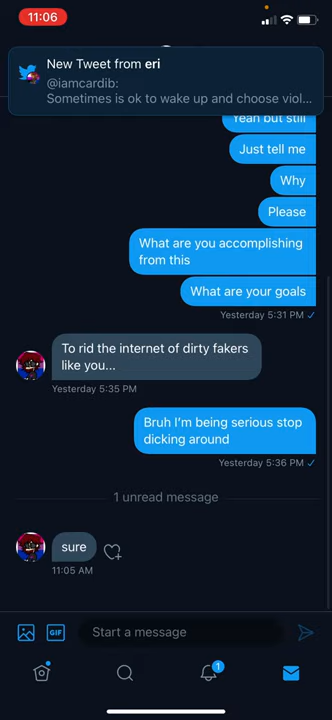 11:06
New Tweet from eri
@iamcardib:
Sometimes is ok to wake up and choose viol...
Yeah but still
Just tell me
Why
Please
What are you accomplishing
from this
What are your goals
Yesterday 5:31 PM ✓
To rid the internet of dirty fakers
like you...
Yesterday 5:35 PM
Bruh I'm being serious stop
dicking around
Yesterday 5:36 PM ✓
1 unread message
sure
11:05 AM
GIF
Start a message
1